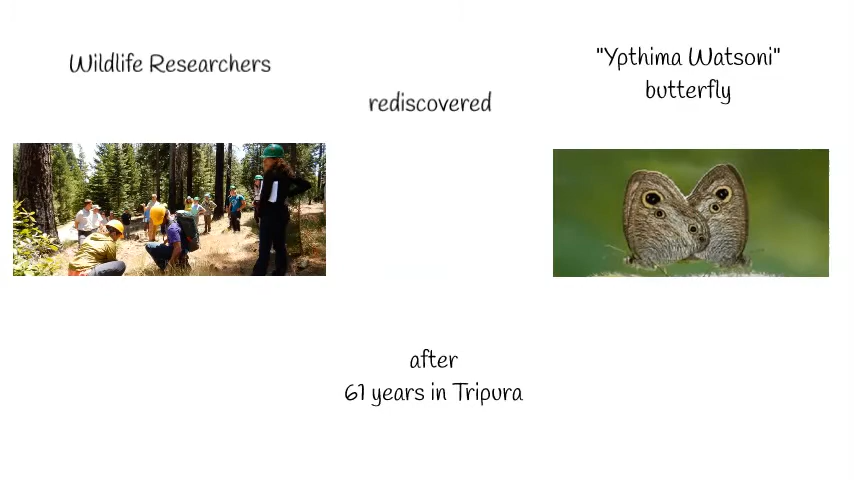 Wildlife Researchers
rediscovered
"Ypthima Watsoni"
butterfly
after
61 years in Tripura